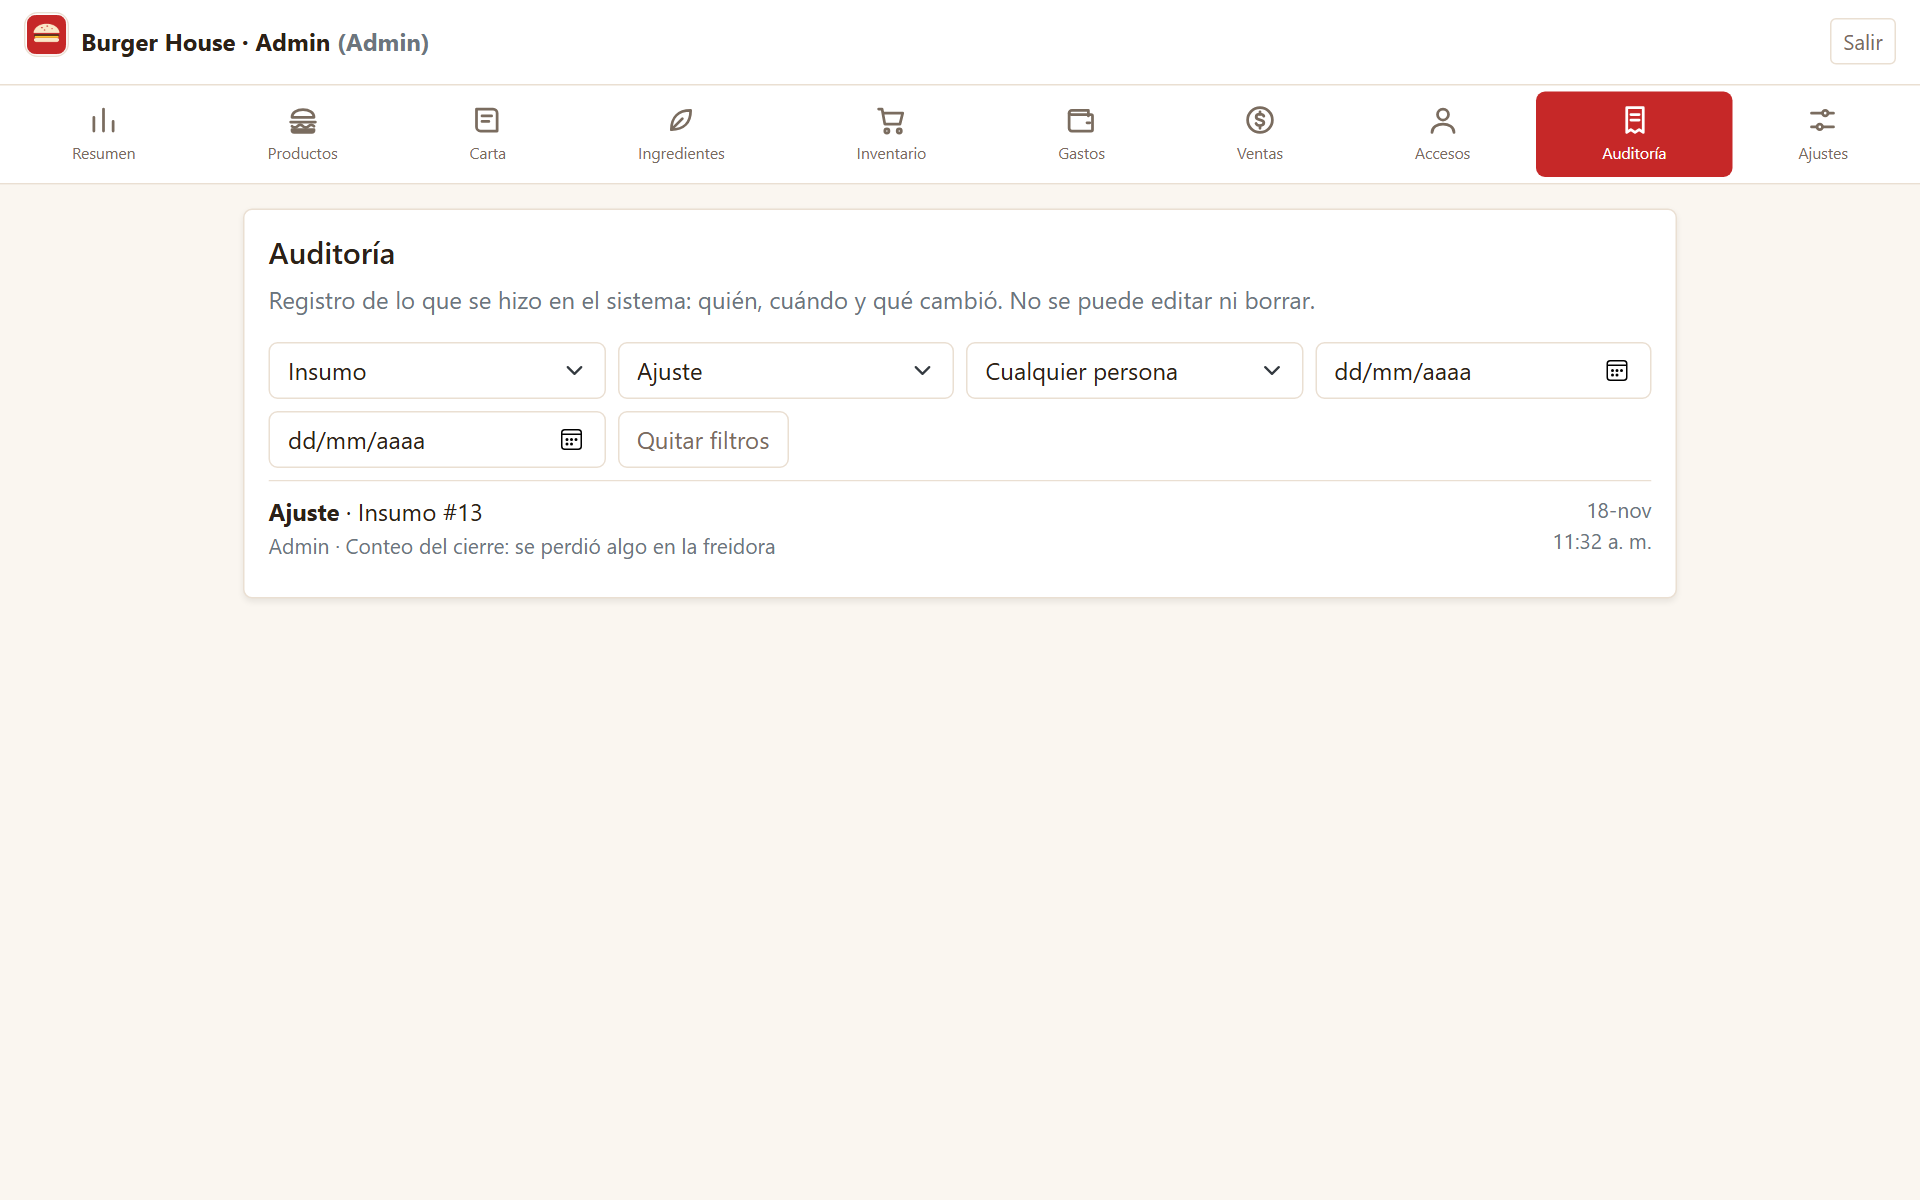 Burger House · Admin (Admin)
Salir
Resumen
Productos
Carta
Ingredientes
Inventario
Gastos
Ventas
Accesos
Auditoría
Ajustes
Auditoría
Registro de lo que se hizo en el sistema: quién, cuándo y qué cambió. No se puede editar ni borrar.
Insumo
Ajuste
Cualquier persona
dd/mm/aaaa
dd/mm/aaaa
Quitar filtros
Ajuste · Insumo #13
18-nov
Admin · Conteo del cierre: se perdió algo en la freidora
11:32 a. m.